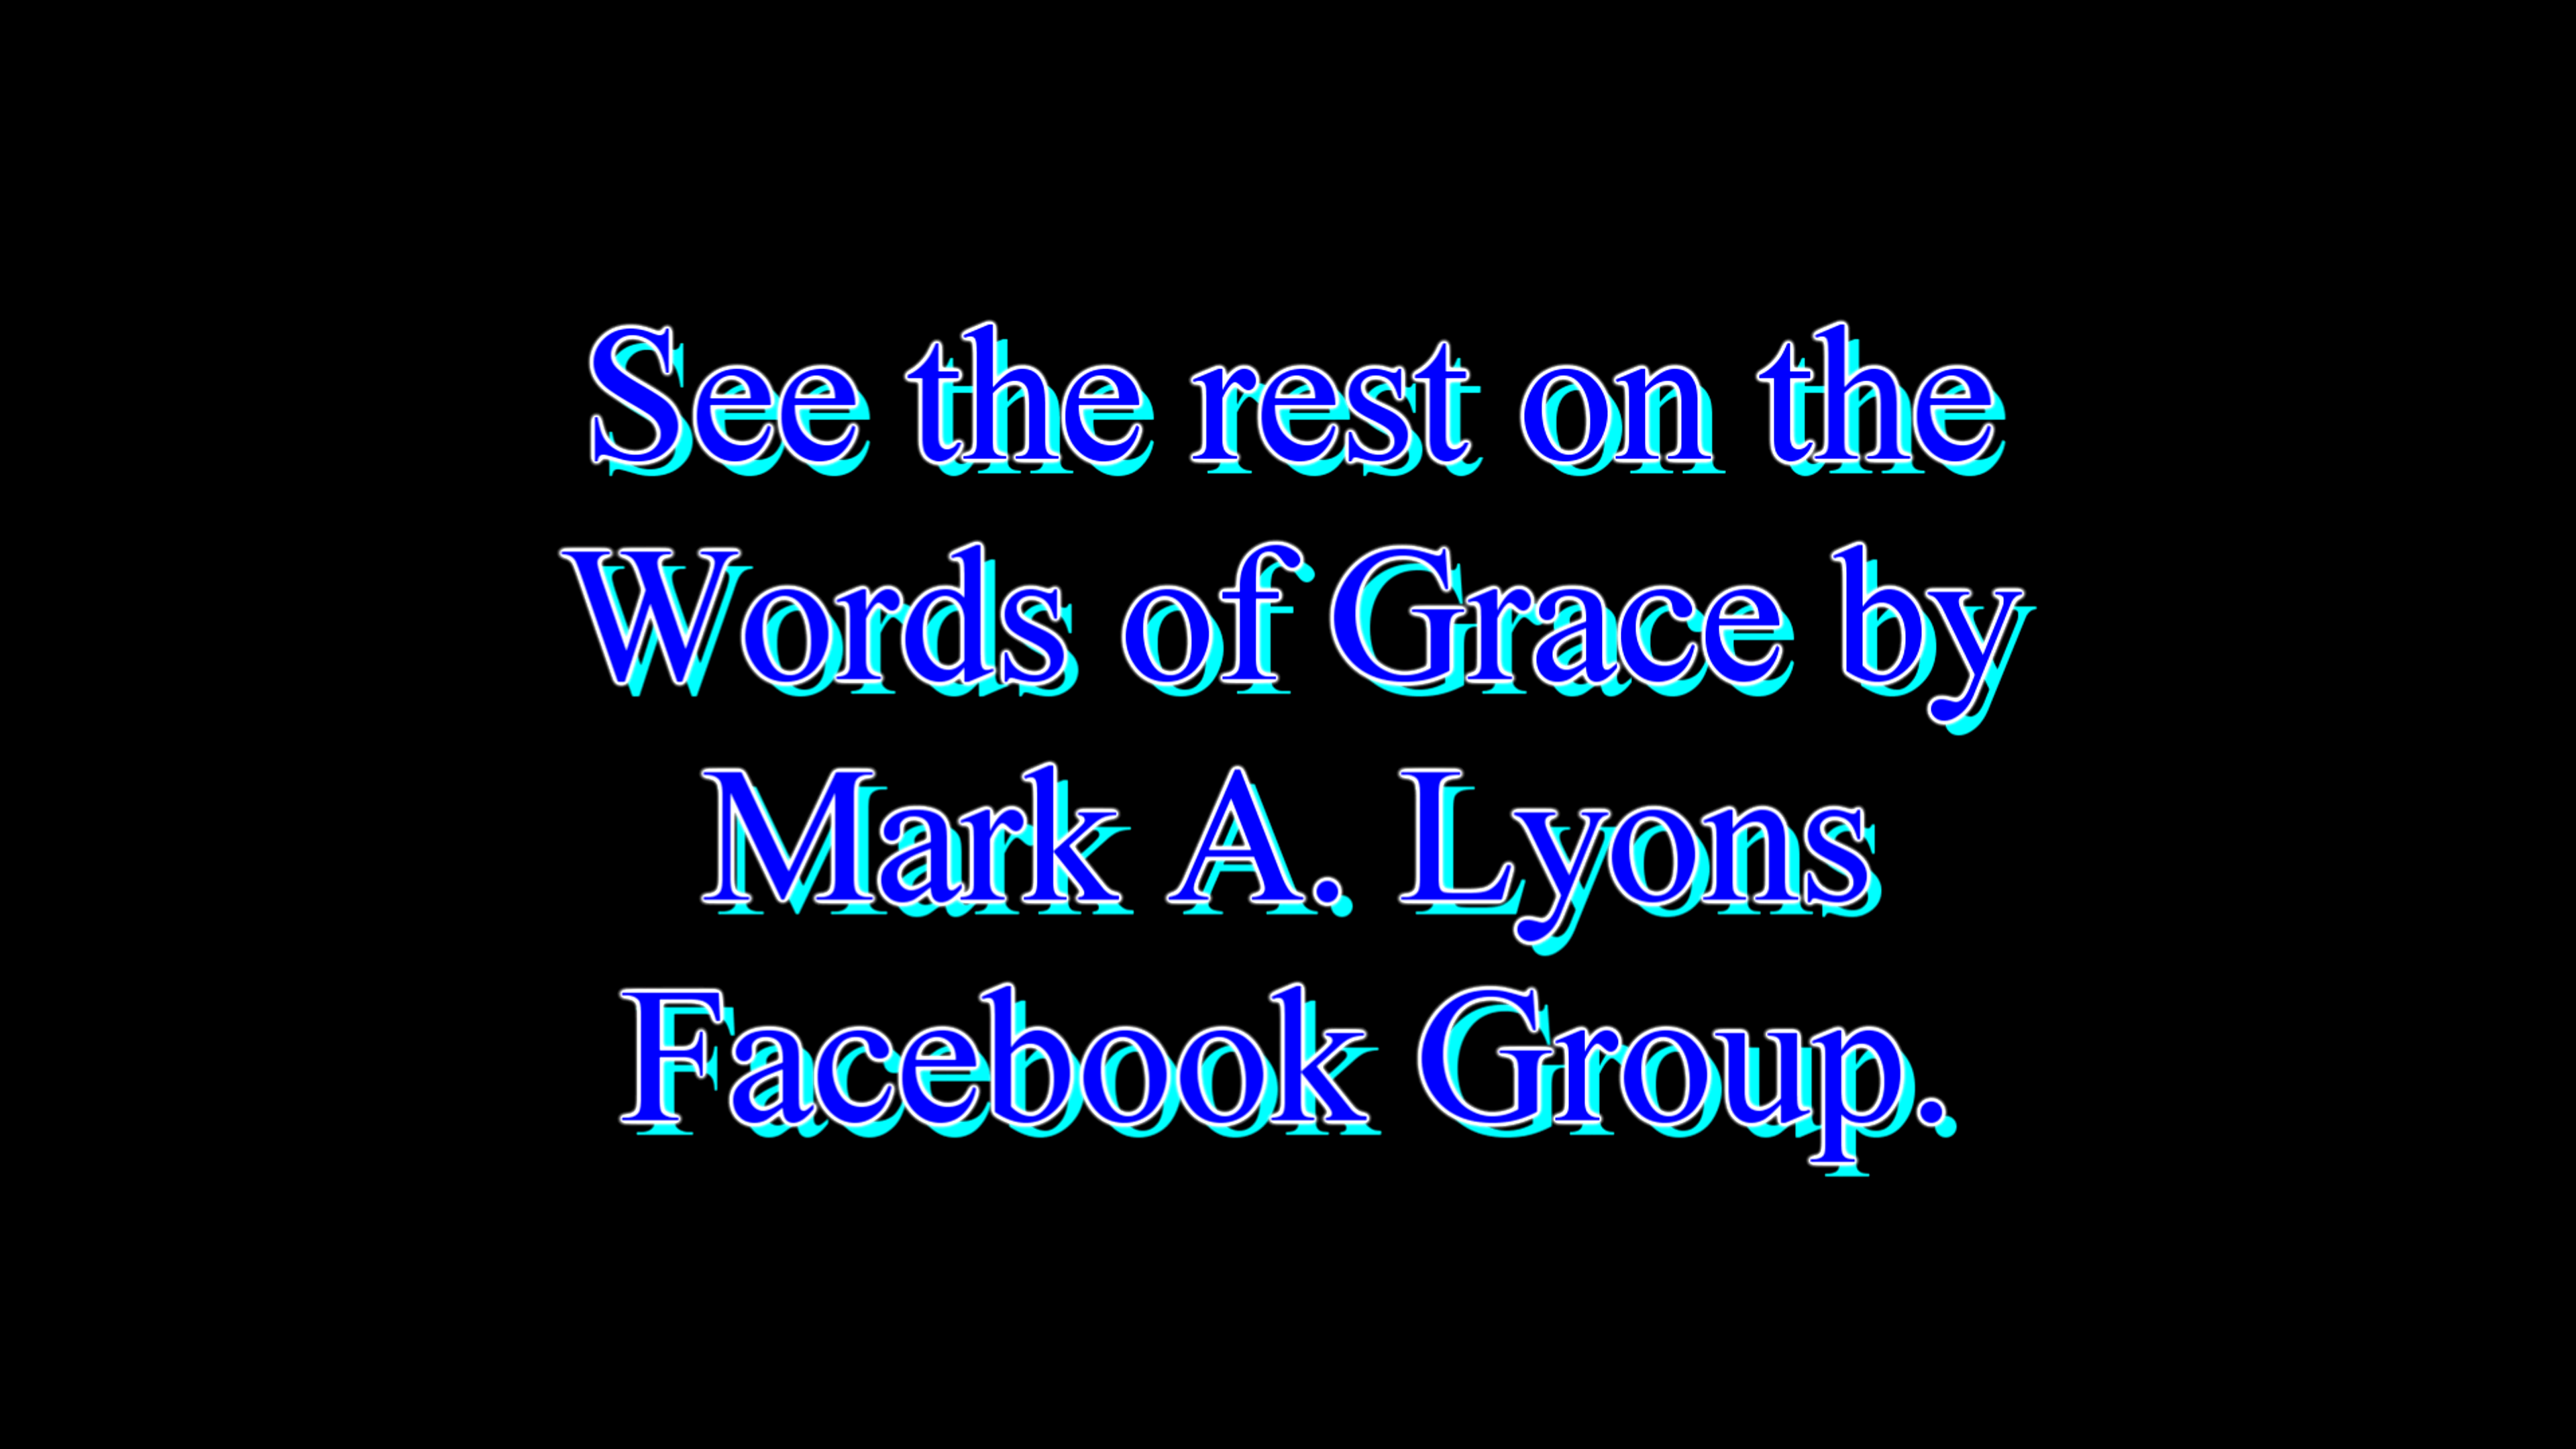 See the rest on the
Words of Grace by
Mark A. Lyons
Facebook Group.